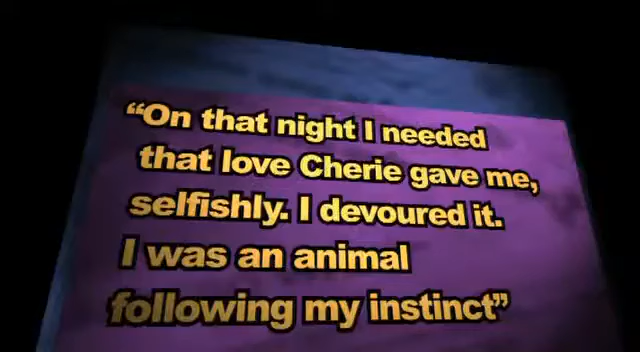 “On that night I needed
that love Cherie gave me,
selfishly. I devoured it.
I was an animal
following my instinct”